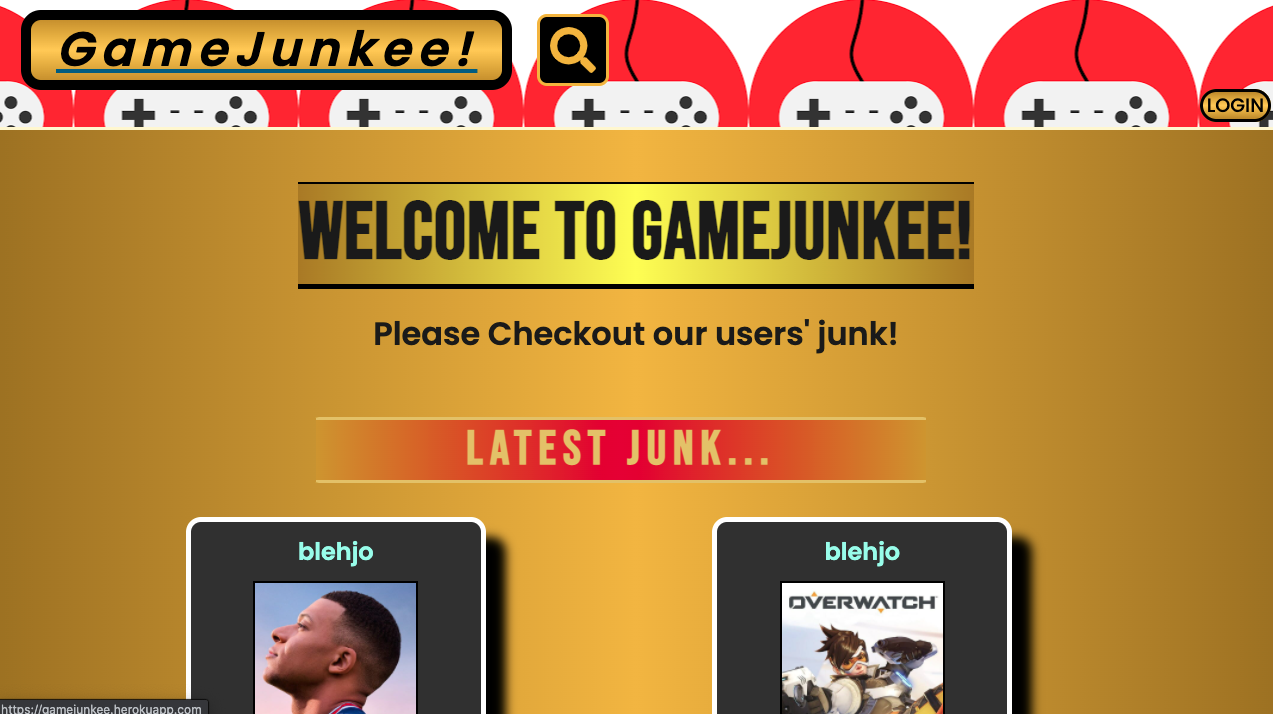 GameJunkee!
LOGIN
WELCOME TO GAMEJUNKEE!
Please Checkout our users' junk!
LATEST JUNK...
blehjo
blehjo
OVERWATCH
https://gamejunkee.herokuapp.com